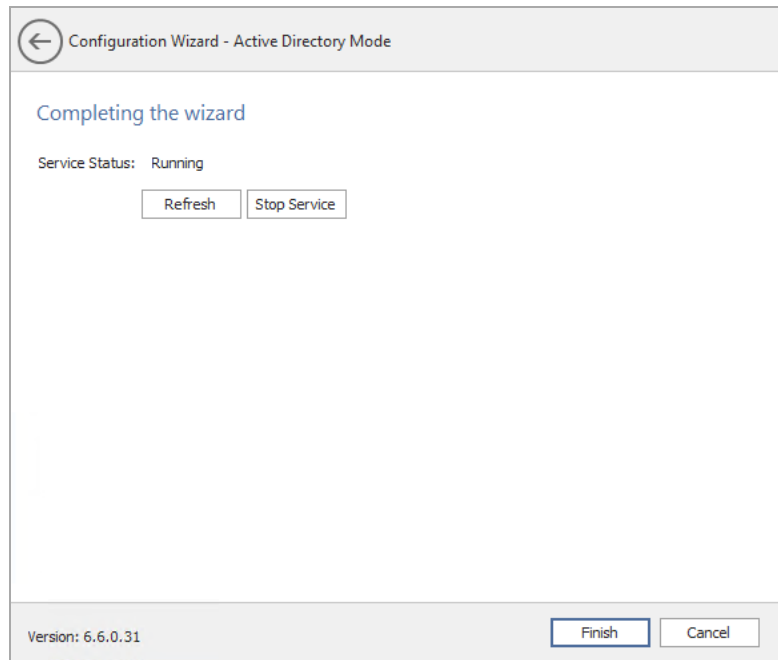 Configuration Wizard - Active Directory Mode
Completing the wizard
Service Status: Running
Refresh Stop Service
Version: 6.6.0.31 Finish Cancel